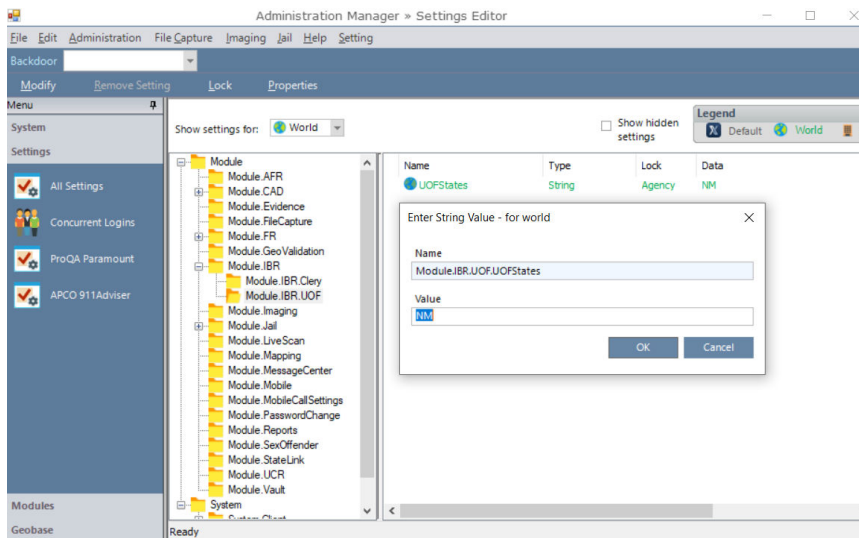 Administration Manager » Settings Editor
File Edit Administration File Capture Imaging Jail Help Setting
Backdoor
Modify Remove Setting Lock Properties
Menu
System
Settings
All Settings
Concurrent Logins
ProQA Paramount
APCO 911Adviser
Modules
Geobase
Show settings for: World
Show hidden
settings
Legend
Default World
Module
Module.AFR
Module.CAD
Module.Evidence
Module.FileCapture
Module.FR
Module.GeoValidation
Module.IBR
Module.IBR.Clery
Module.IBR.UOF
Module.Imaging
Module.Jail
Module.LiveScan
Module.Mapping
Module.MessageCenter
Module.Mobile
Module.MobileCallSettings
Module.PasswordChange
Module.Reports
Module.SexOffender
Module.StateLink
Module.UCR
Module.Vault
System
System.Client
Name Type Lock Data
UOFStates String Agency NM
Enter String Value - for world
Name
Module.IBR.UOF.UOFStates
Value
NM
OK Cancel
Ready